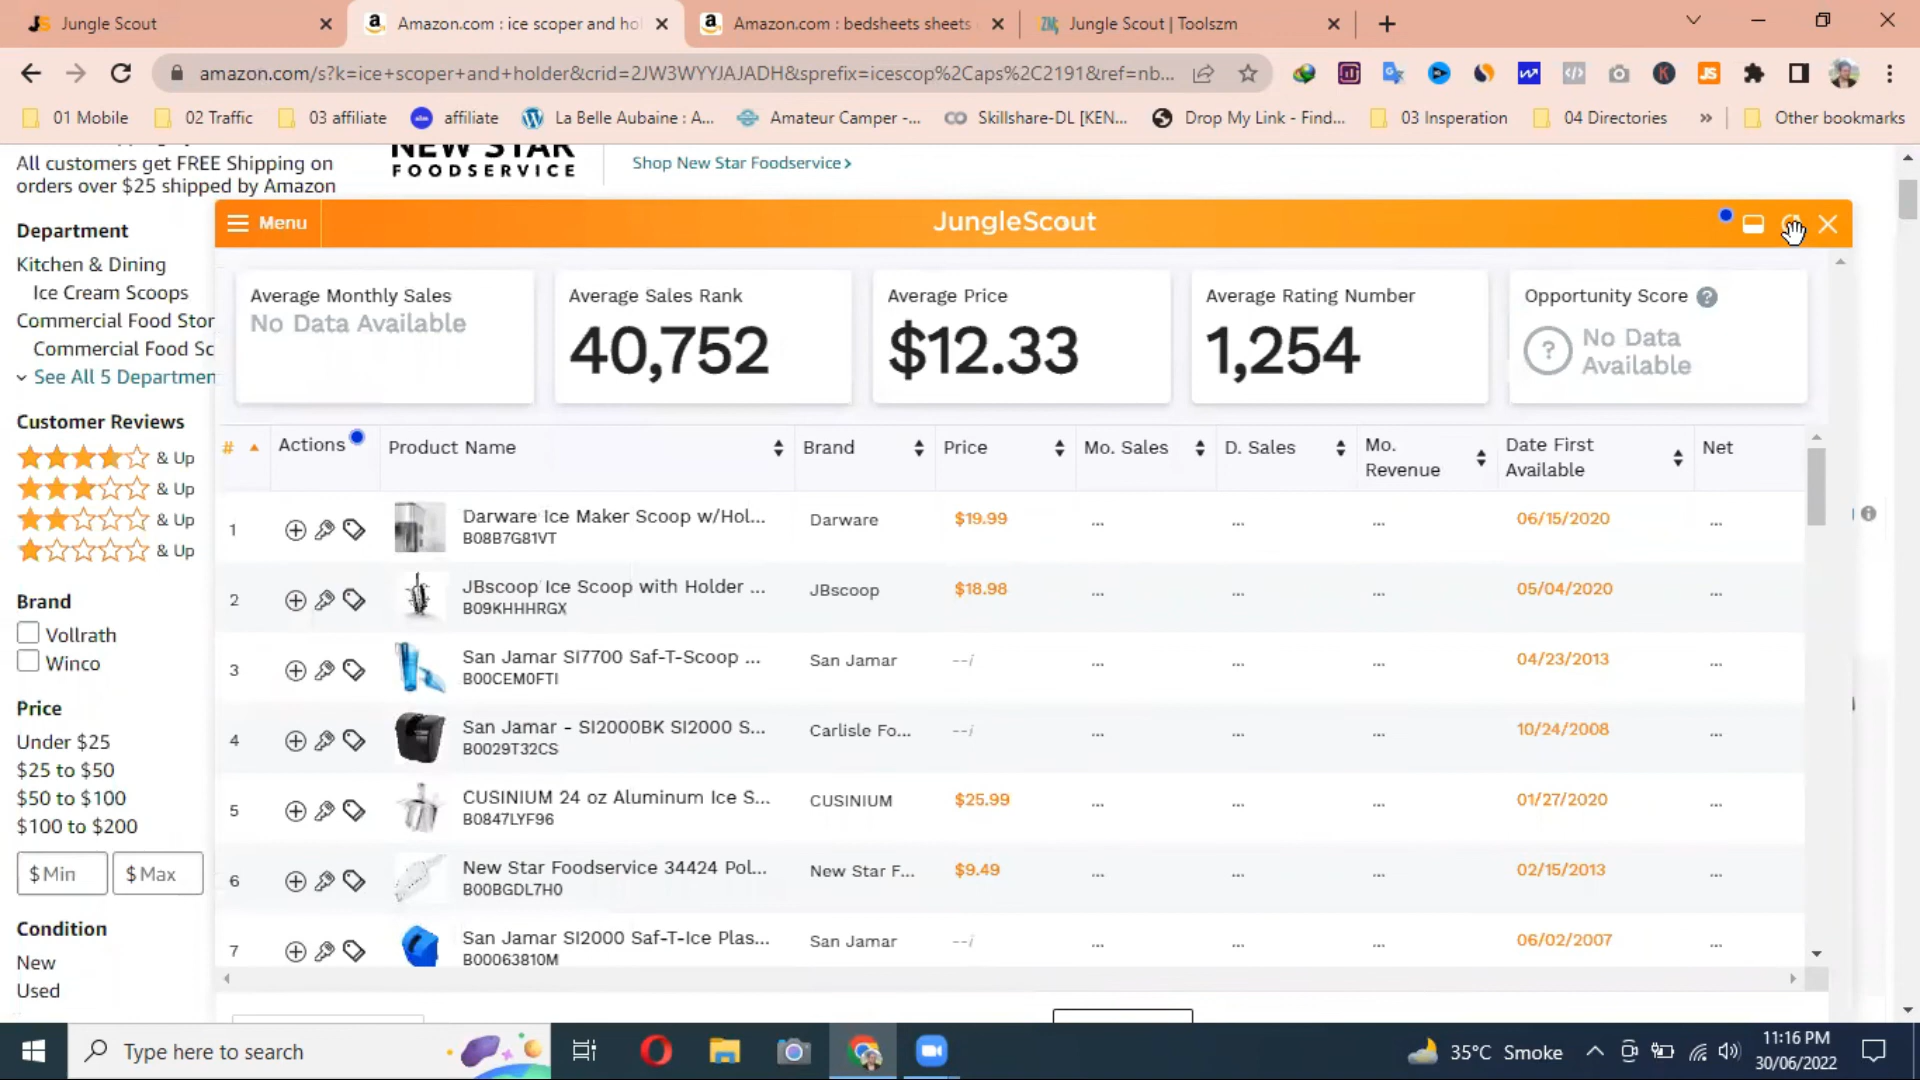 Jungle Scout
Amazon.com : ice scoper and hol
Amazon.com : bedsheets sheets
Jungle Scout | Toolszm
amazon.com/s?k=ice+scoper+and+holder&crid=2JW3WYYJAJADH&sprefix=icescop%2Caps%2C2191&ref=nb...
01 Mobile
02 Traffic
03 affiliate
affiliate
La Belle Aubaine : A...
Amateur Camper -...
Skillshare-DL [KEN...
Drop My Link - Find...
03 Insperation
04 Directories
»
Other bookmarks
All customers get FREE Shipping on
orders over $25 shipped by Amazon
NEW STAR
FOODSERVICE
Shop New Star Foodservice ›
Department
Kitchen & Dining
Ice Cream Scoops
Commercial Food Stor
Commercial Food Sc
See All 5 Departmen
Customer Reviews
& Up
& Up
& Up
& Up
Brand
Vollrath
Winco
Price
Under $25
$25 to $50
$50 to $100
$100 to $200
$ Min
$ Max
Condition
New
Used
Menu
JungleScout
Average Monthly Sales
No Data Available
Average Sales Rank
40,752
Average Price
$12.33
Average Rating Number
1,254
Opportunity Score
No Data
Available
# Actions Product Name Brand Price Mo. Sales D. Sales Mo. Revenue Date First Available Net
1 Darware Ice Maker Scoop w/Hol... Darware $19.99 ... ... ... 06/15/2020 ...
B08B7G81VT
2 JBscoop Ice Scoop with Holder ... JBscoop $18.98 ... ... ... 05/04/2020 ...
B09KHHHRGX
3 San Jamar SI7700 Saf-T-Scoop ... San Jamar --i ... ... ... 04/23/2013 ...
B00CEM0FTI
4 San Jamar - SI2000BK SI2000 S... Carlisle Fo... --i ... ... ... 10/24/2008 ...
B0029T32CS
5 CUSINIUM 24 oz Aluminum Ice S... CUSINIUM $25.99 ... ... ... 01/27/2020 ...
B0847LYF96
6 New Star Foodservice 34424 Pol... New Star F... $9.49 ... ... ... 02/15/2013 ...
B00BGDL7H0
7 San Jamar SI2000 Saf-T-Ice Plas... San Jamar --i ... ... ... 06/02/2007 ...
B00063810M
Type here to search
35°C Smoke
11:16 PM
30/06/2022